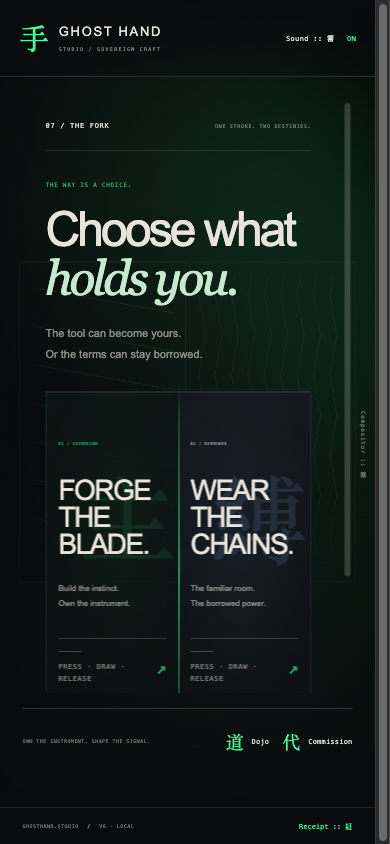 手 GHOST HAND
STUDIO / SOVEREIGN CRAFT
Sound :: 響 ON
07 / THE FORK
ONE STROKE. TWO DESTINIES.
THE WAY IS A CHOICE.
Choose what
holds you.
The tool can become yours.
Or the terms can stay borrowed.
01 / SOVEREIGN
FORGE
THE
BLADE.
Build the instinct.
Own the instrument.
PRESS · DRAW ·
RELEASE
↗
02 / BORROWED
WEAR
THE
CHAINS.
The familiar room.
The borrowed power.
PRESS · DRAW ·
RELEASE
↗
Compositor ::
OWN THE INSTRUMENT. SHAPE THE SIGNAL.
道 Dojo
代 Commission
GHOSTHAND.STUDIO / V6 · LOCAL
Receipt :: 証